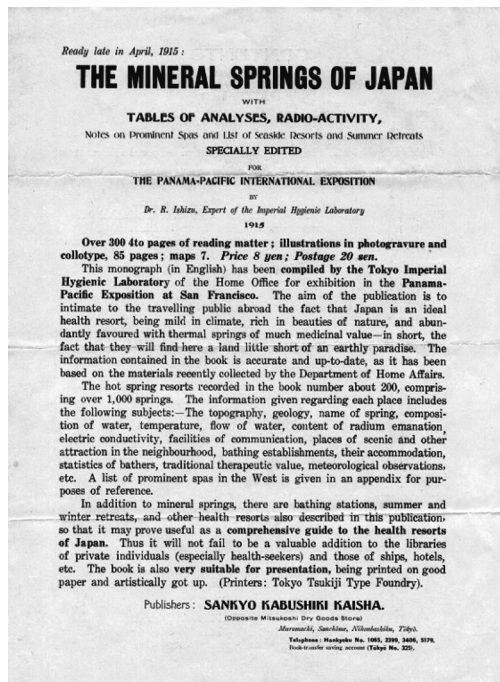 Ready late in April, 1915 :
THE MINERAL SPRINGS OF JAPAN
WITH
TABLES OF ANALYSES, RADIO-ACTIVITY,
Notes on Prominent Spas and List of Seaside Resorts and Summer Retreats
SPECIALLY EDITED
FOR
THE PANAMA-PACIFIC INTERNATIONAL EXPOSITION
BY
Dr. R. Ishizu, Expert of the Imperial Hygienic Laboratory
1915
Over 300 4to pages of reading matter ; illustrations in photogravure and
collotype, 85 pages ; maps 7. Price 8 yen ; Postage 20 sen.
This monograph (in English) has been compiled by the Tokyo Imperial
Hygienic Laboratory of the Home Office for exhibition in the Panama-
Pacific Exposition at San Francisco. The aim of the publication is to
intimate to the travelling public abroad the fact that Japan is an ideal
health resort, being mild in climate, rich in beauties of nature, and abun-
dantly favoured with thermal springs of much medicinal value—in short, the
fact that they will find here a land little short of an earthly paradise. The
information contained in the book is accurate and up-to-date, as it has been
based on the materials recently collected by the Department of Home Affairs.
The hot spring resorts recorded in the book number about 200, compris-
ing over 1,000 springs. The information given regarding each place includes
the following subjects:—The topography, geology, name of spring, composi-
tion of water, temperature, flow of water, content of radium emanation,
electric conductivity, facilities of communication, places of scenic and other
attraction in the neighbourhood, bathing establishments, their accommodation,
statistics of bathers, traditional therapeutic value, meteorological observations,
etc. A list of prominent spas in the West is given in an appendix for pur-
poses of reference.
In addition to mineral springs, there are bathing stations, summer and
winter retreats, and other health resorts also described in this publication,
so that it may prove useful as a comprehensive guide to the health resorts
of Japan. Thus it will not fail to be a valuable addition to the libraries
of private individuals (especially health-seekers) and those of ships, hotels,
etc. The book is also very suitable for presentation, being printed on good
paper and artistically got up. (Printers: Tokyo Tsukiji Type Foundry).
Publishers : SANKYO KABUSHIKI KAISHA.
(Opposite Mitsukoshi Dry Goods Store)
Muromachi, Sanchōme, Nihonbashiku, Tōkyō.
Telephone : Honkyoku No. 1065, 2399, 3406, 5179.
Book-transfer saving account (Tōkyō No. 325).